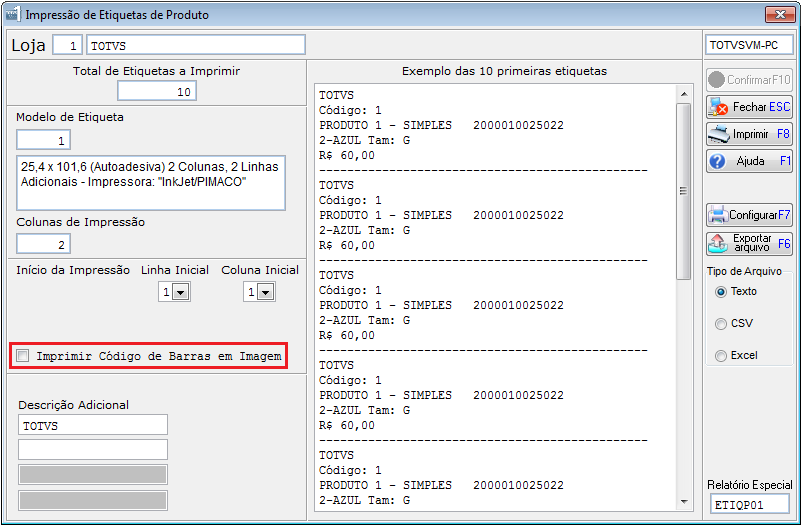 Impressão de Etiquetas de Produto
Loja 1 TOTVS
TOTVSVM-PC
Total de Etiquetas a Imprimir
10
Modelo de Etiqueta
1
25,4 x 101,6 (Autoadesiva) 2 Colunas, 2 Linhas
Adicionais - Impressora: "InkJet/PIMACO"
Colunas de Impressão
2
Início da Impressão Linha Inicial Coluna Inicial
1 1
Imprimir Código de Barras em Imagem
Descrição Adicional
TOTVS
Exemplo das 10 primeiras etiquetas
TOTVS
Código: 1
PRODUTO 1 - SIMPLES 2000010025022
2-AZUL Tam: G
R$ 60,00
------------------------------------------------
TOTVS
Código: 1
PRODUTO 1 - SIMPLES 2000010025022
2-AZUL Tam: G
R$ 60,00
------------------------------------------------
TOTVS
Código: 1
PRODUTO 1 - SIMPLES 2000010025022
2-AZUL Tam: G
R$ 60,00
------------------------------------------------
TOTVS
Código: 1
PRODUTO 1 - SIMPLES 2000010025022
2-AZUL Tam: G
R$ 60,00
------------------------------------------------
TOTVS
Código: 1
PRODUTO 1 - SIMPLES 2000010025022
2-AZUL Tam: G
Confirmar F10
Fechar ESC
Imprimir F8
Ajuda F1
Configurar F7
Exportar
arquivo F6
Tipo de Arquivo
Texto
CSV
Excel
Relatório Especial
ETIQP01